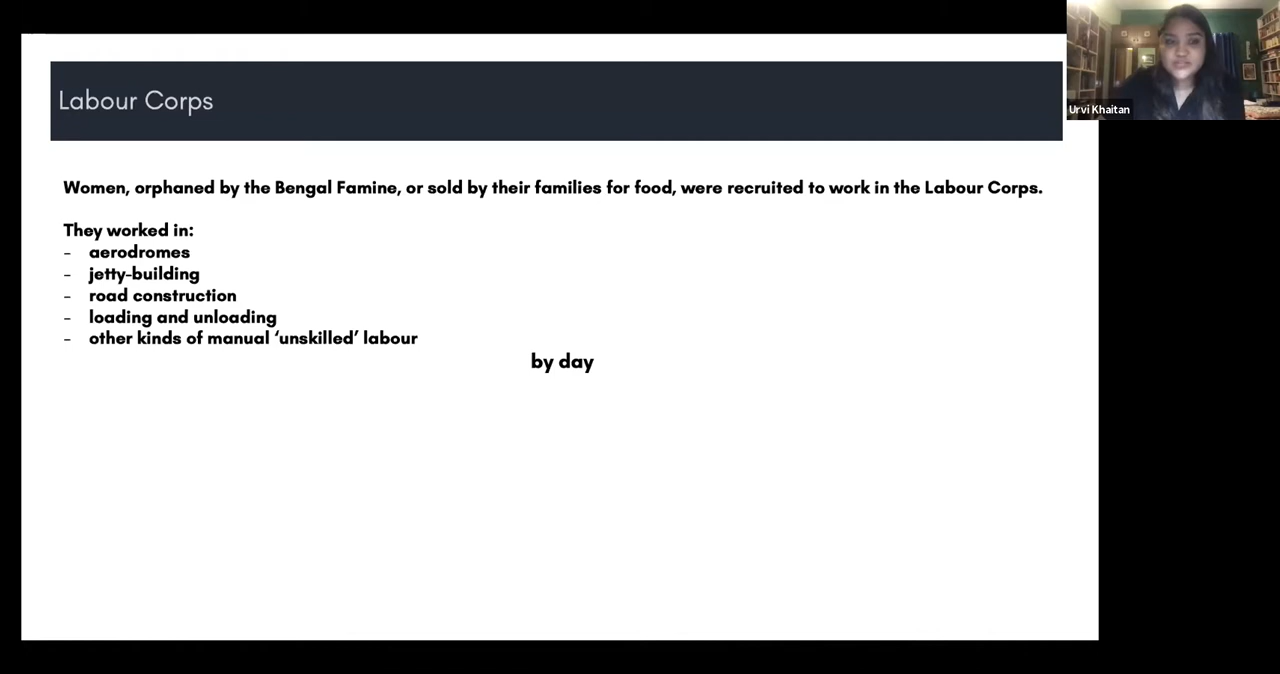 Labour Corps
Urvi Khaitan
Women, orphaned by the Bengal Famine, or sold by their families for food, were recruited to work in the Labour Corps.
They worked in:
- aerodromes
- jetty-building
- road construction
- loading and unloading
- other kinds of manual ‘unskilled’ labour
by day